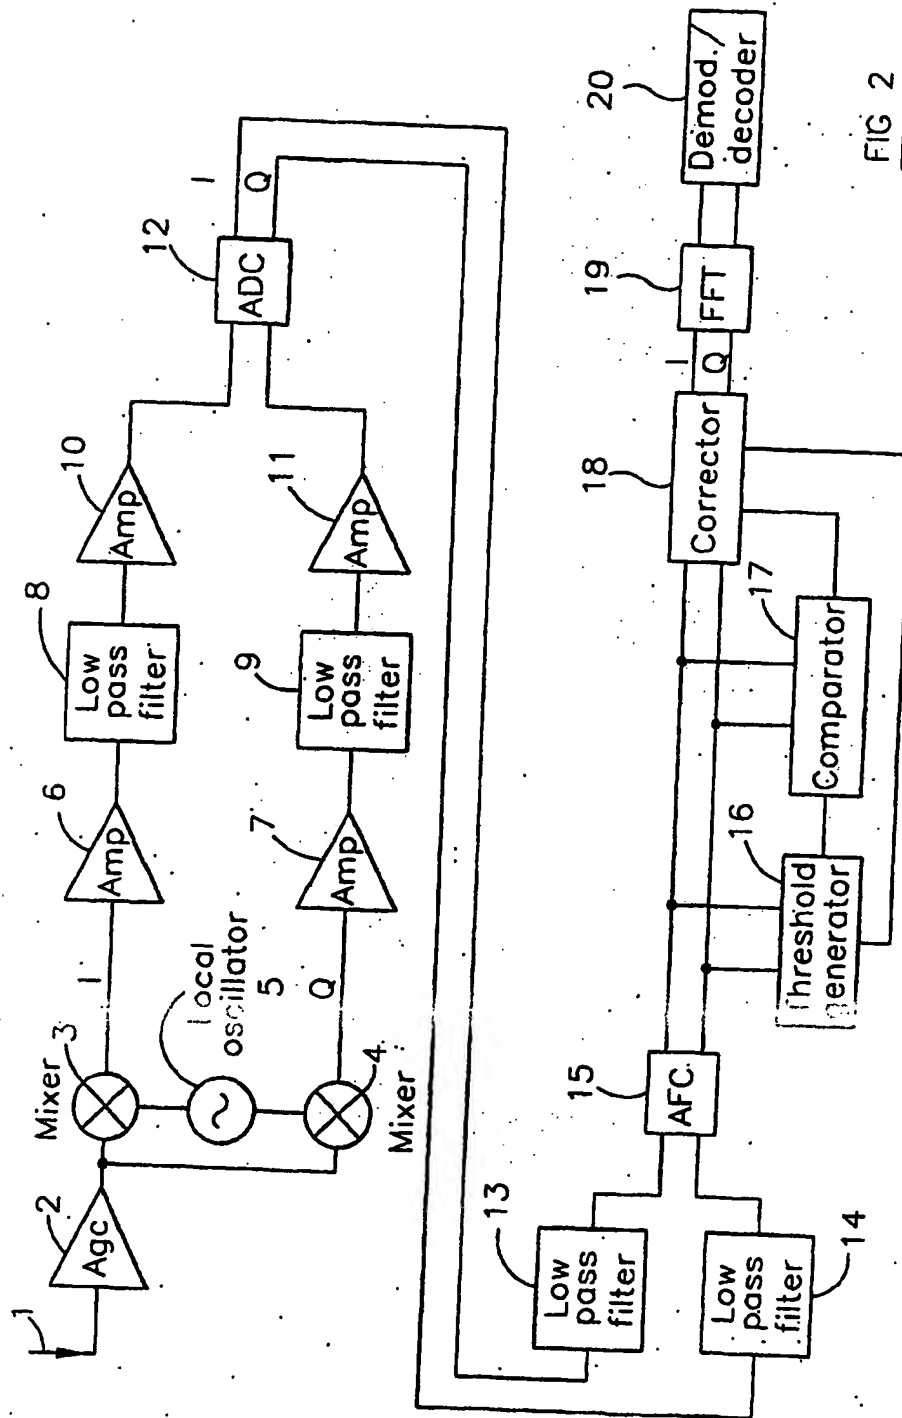 1
2
Agc
Mixer
3
I
6
Amp
8
Low
pass
filter
10
Amp
Local
oscillator
5
4
Mixer
Q
7
Amp
9
Low
pass
filter
11
Amp
12
ADC
I
Q
13
Low
pass
filter
14
Low
pass
filter
15
AFC
16
Threshold
generator
17
Comparator
18
Corrector
I
Q
19
FFT
20
Demod./
decoder
FIG 2